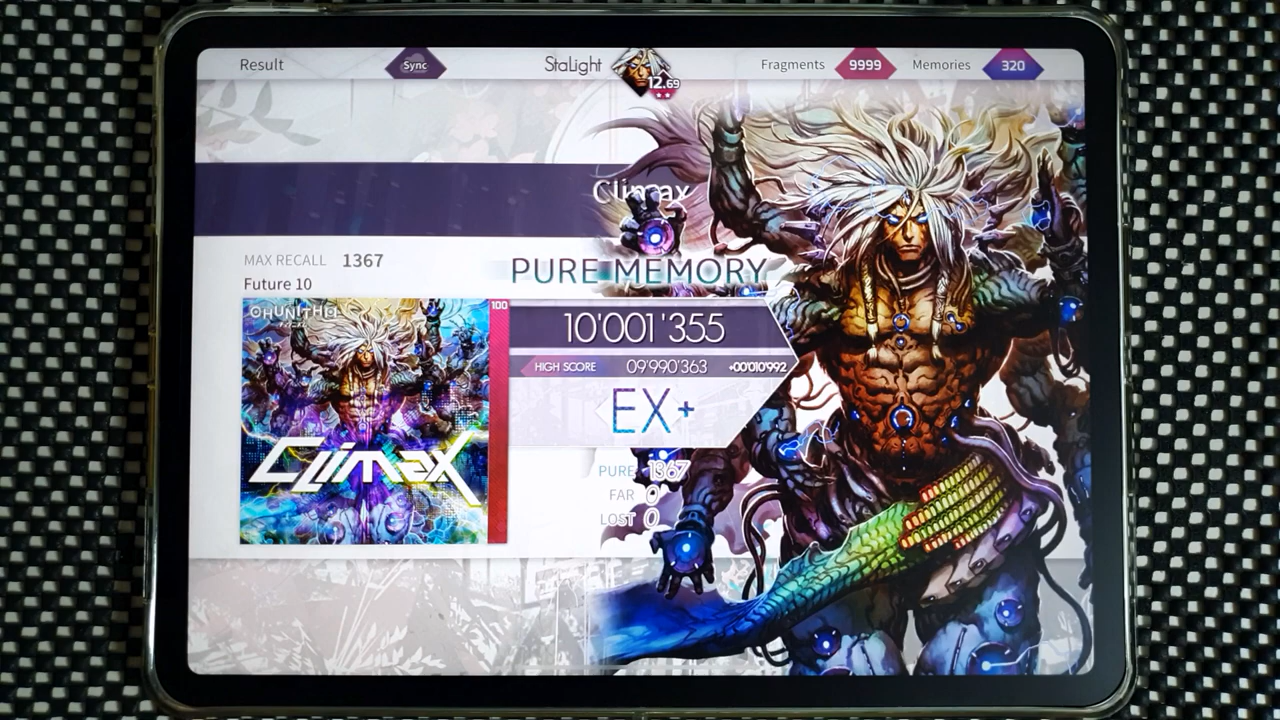 Result
Sync
StaLight
12.69
Fragments 9999
Memories 320
Climax
MAX RECALL 1367
PURE MEMORY
Future 10
100
CHUNITHM
CLimaX
10'001'355
HIGH SCORE 09'990'363 +00'010'992
EX+
PURE 1367
FAR 0
LOST 0